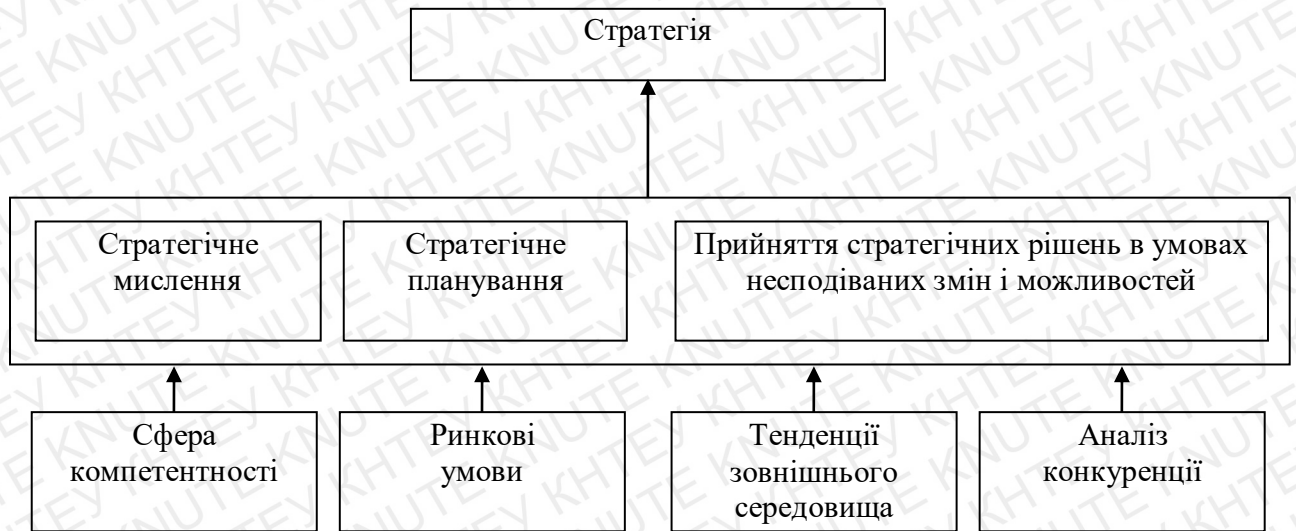 Стратегія
Стратегічне
мислення
Стратегічне
планування
Прийняття стратегічних рішень в умовах
несподіваних змін і можливостей
Сфера
компетентності
Ринкові
умови
Тенденції
зовнішнього
середовища
Аналіз
конкуренції